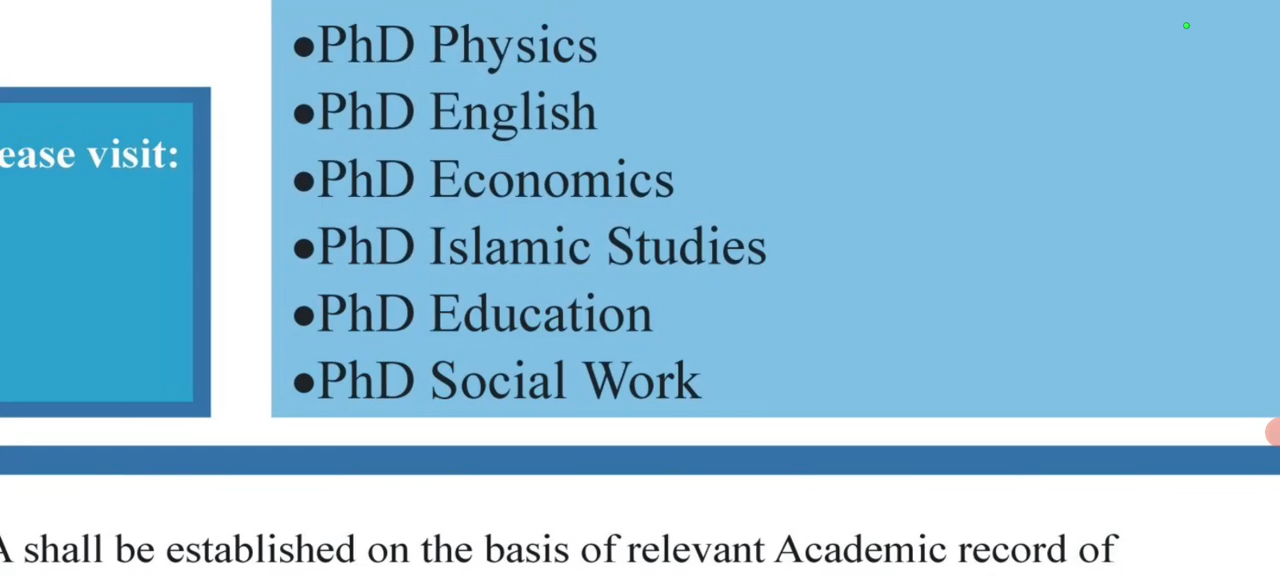 •PhD Physics
•PhD English
ease visit:
•PhD Economics
•PhD Islamic Studies
•PhD Education
•PhD Social Work
A shall be established on the basis of relevant Academic record of